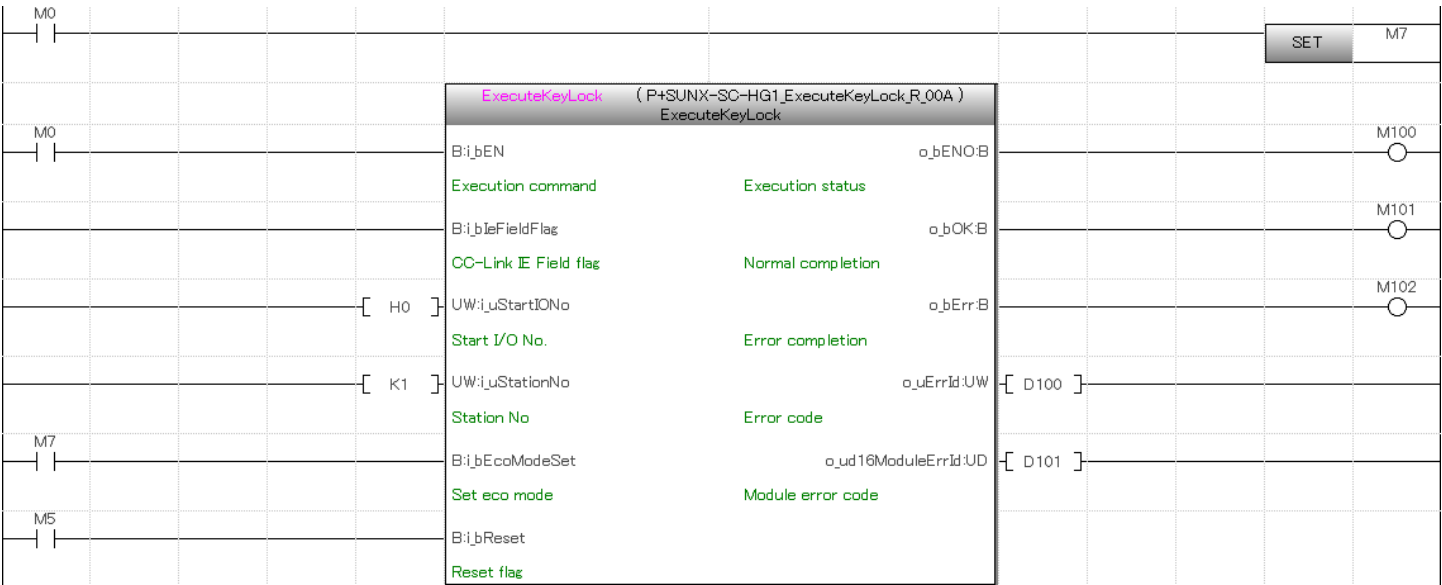 M0
SET M7
ExecuteKeyLock (P+SUNX-SC-HG1_ExecuteKeyLock_R_00A)
ExecuteKeyLock
M0 M100
B:i_bEN o_bENO:B
Execution command Execution status
M101
B:i_bIeFieldFlag o_bOK:B
CC-Link IE Field flag Normal completion
M102
H0 UW:i_uStartIONo o_bErr:B
Start I/O No. Error completion
K1 UW:i_uStationNo o_uErrId:UW D100
Station No Error code
M7
B:i_bEcoModeSet o_ud16ModuleErrId:UD D101
Set eco mode Module error code
M5
B:i_bReset
Reset flag